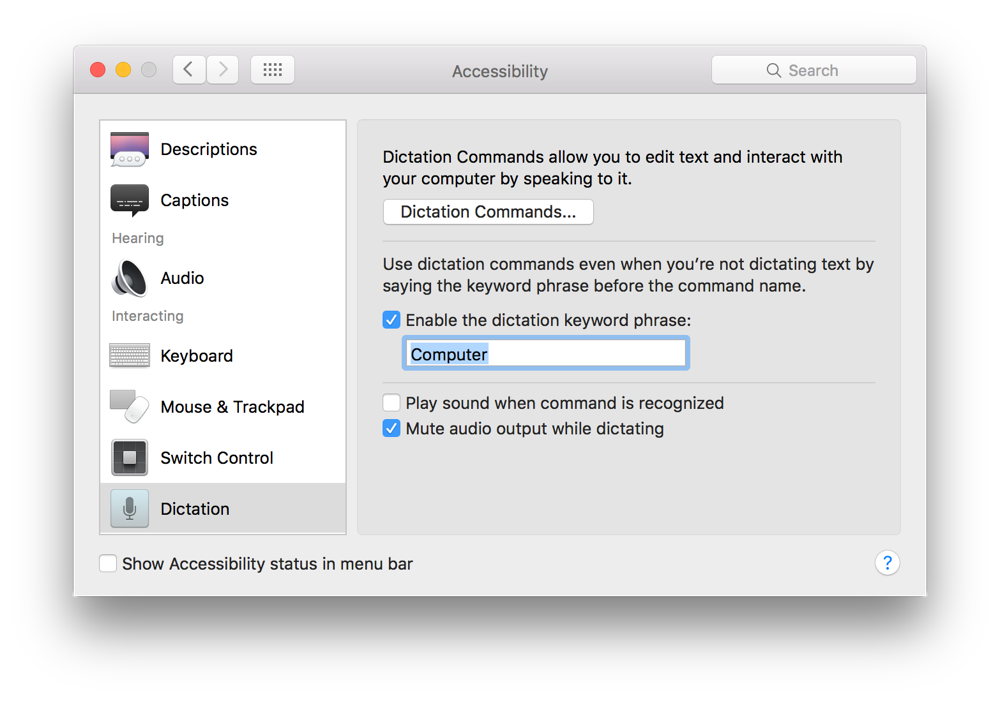 Accessibility
Search
Descriptions
Captions
Hearing
Audio
Interacting
Keyboard
Mouse & Trackpad
Switch Control
Dictation
Dictation Commands allow you to edit text and interact with
your computer by speaking to it.
Dictation Commands...
Use dictation commands even when you’re not dictating text by
saying the keyword phrase before the command name.
Enable the dictation keyword phrase:
Computer
Play sound when command is recognized
Mute audio output while dictating
Show Accessibility status in menu bar
?